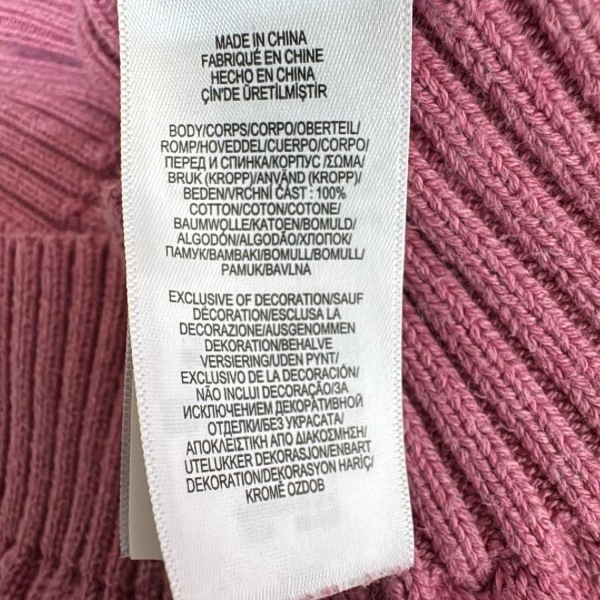 MADE IN CHINA
FABRIQUÉ EN CHINE
HECHO EN CHINA
ÇİN'DE ÜRETİLMİŞTİR
BODY/CORPS/CORPO/OBERTEIL/
ROMP/HOVEDDEL/CUERPO/CORPO/
ПЕРЕД И СПИНКА/КОРПУС /ΣΩΜΑ/
BRUK (KROPP)/ANVÄND (KROPP)/
BEDEN/VRCHNÍ ČÁST : 100%
COTTON/COTON/COTONE/
BAUMWOLLE/KATOEN/BOMULD/
ALGODÓN/ALGODÃO/ХЛОПОК/
ПАМУК/ΒΑΜΒΑΚΙ/BOMULL/BOMULL/
PAMUK/BAVLNA
EXCLUSIVE OF DECORATION/SAUF
DÉCORATION/ESCLUSA LA
DECORAZIONE/AUSGENOMMEN
DEKORATION/BEHALVE
VERSIERING/UDEN PYNT/
EXCLUSIVO DE LA DECORACIÓN/
NÃO INCLUI DECORAÇÃO/ЗА
ИСКЛЮЧЕНИЕМ ДЕКОРАТИВНОЙ
ОТДЕЛКИ/БЕЗ УКРАСАТА/
ΑΠΟΚΛΕΙΣΤΙΚΗ ΑΠΟ ΔΙΑΚΟΣΜΗΣΗ/
UTELUKKER DEKORASJON/ENBART
DEKORATION/DEKORASYON HARİÇ/
KROMĚ OZDOB